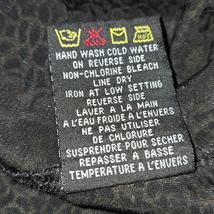 HAND WASH COLD WATER
ON REVERSE SIDE
NON-CHLORINE BLEACH
LINE DRY
IRON AT LOW SETTING
REVERSE SIDE
LAVER A LA MAIN
A L'EAU FROIDE A L'ENVERS
NE PAS UTILISER
DE CHLORURE
SUSPENDRE POUR SECHER
REPASSER A BASSE
TEMPERATURE A L'ENVERS